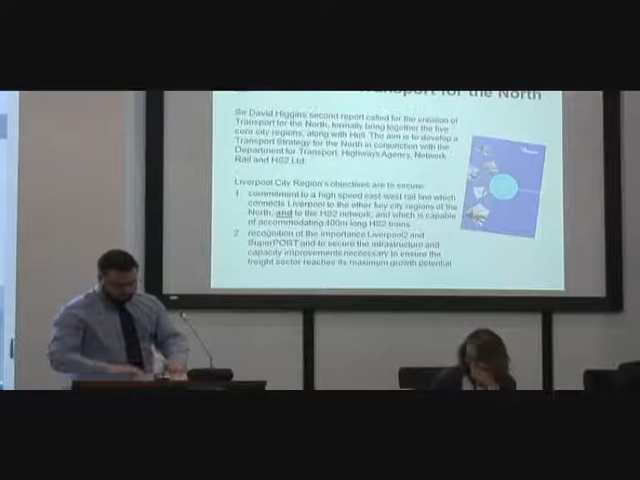 Transport for the North
Sir David Higgins second report called for the creation of
Transport for the North, formally bring together the five
core city regions, along with Hull. The aim is to develop a
Transport Strategy for the North in conjunction with the
Department for Transport, Highways Agency, Network
Rail and HS2 Ltd.
Liverpool City Region's objectives are to secure:
1. commitment to a high speed east-west rail line which
connects Liverpool to the other key city regions of the
North, and to the HS2 network, and which is capable
of accommodating 400m long HS2 trains.
2. recognition of the importance Liverpool2 and
SuperPORT and to secure the infrastructure and
capacity improvements necessary to ensure the
freight sector reaches its maximum growth potential